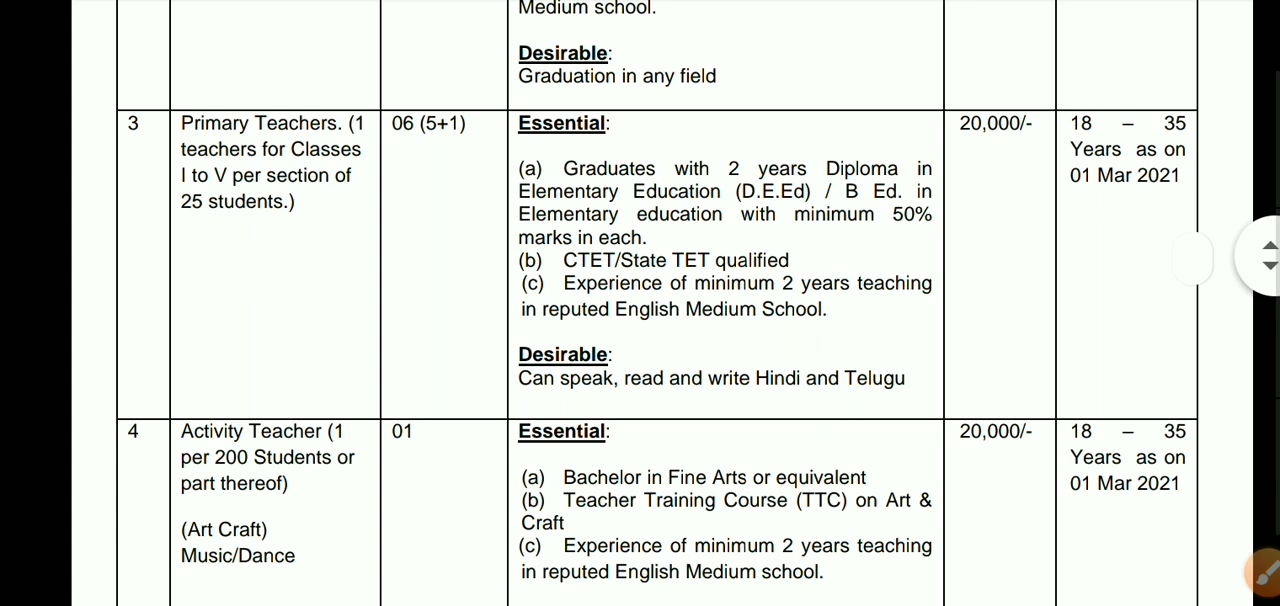 Medium school.
Desirable:
Graduation in any field
3
Primary Teachers. (1
teachers for Classes
I to V per section of
25 students.)
06 (5+1)
Essential:
(a) Graduates with 2 years Diploma in
Elementary Education (D.E.Ed) / B Ed. in
Elementary education with minimum 50%
marks in each.
(b) CTET/State TET qualified
(c) Experience of minimum 2 years teaching
in reputed English Medium School.
Desirable:
Can speak, read and write Hindi and Telugu
20,000/-
18 – 35
Years as on
01 Mar 2021
4
Activity Teacher (1
per 200 Students or
part thereof)
(Art Craft)
Music/Dance
01
Essential:
(a) Bachelor in Fine Arts or equivalent
(b) Teacher Training Course (TTC) on Art &
Craft
(c) Experience of minimum 2 years teaching
in reputed English Medium school.
20,000/-
18 – 35
Years as on
01 Mar 2021